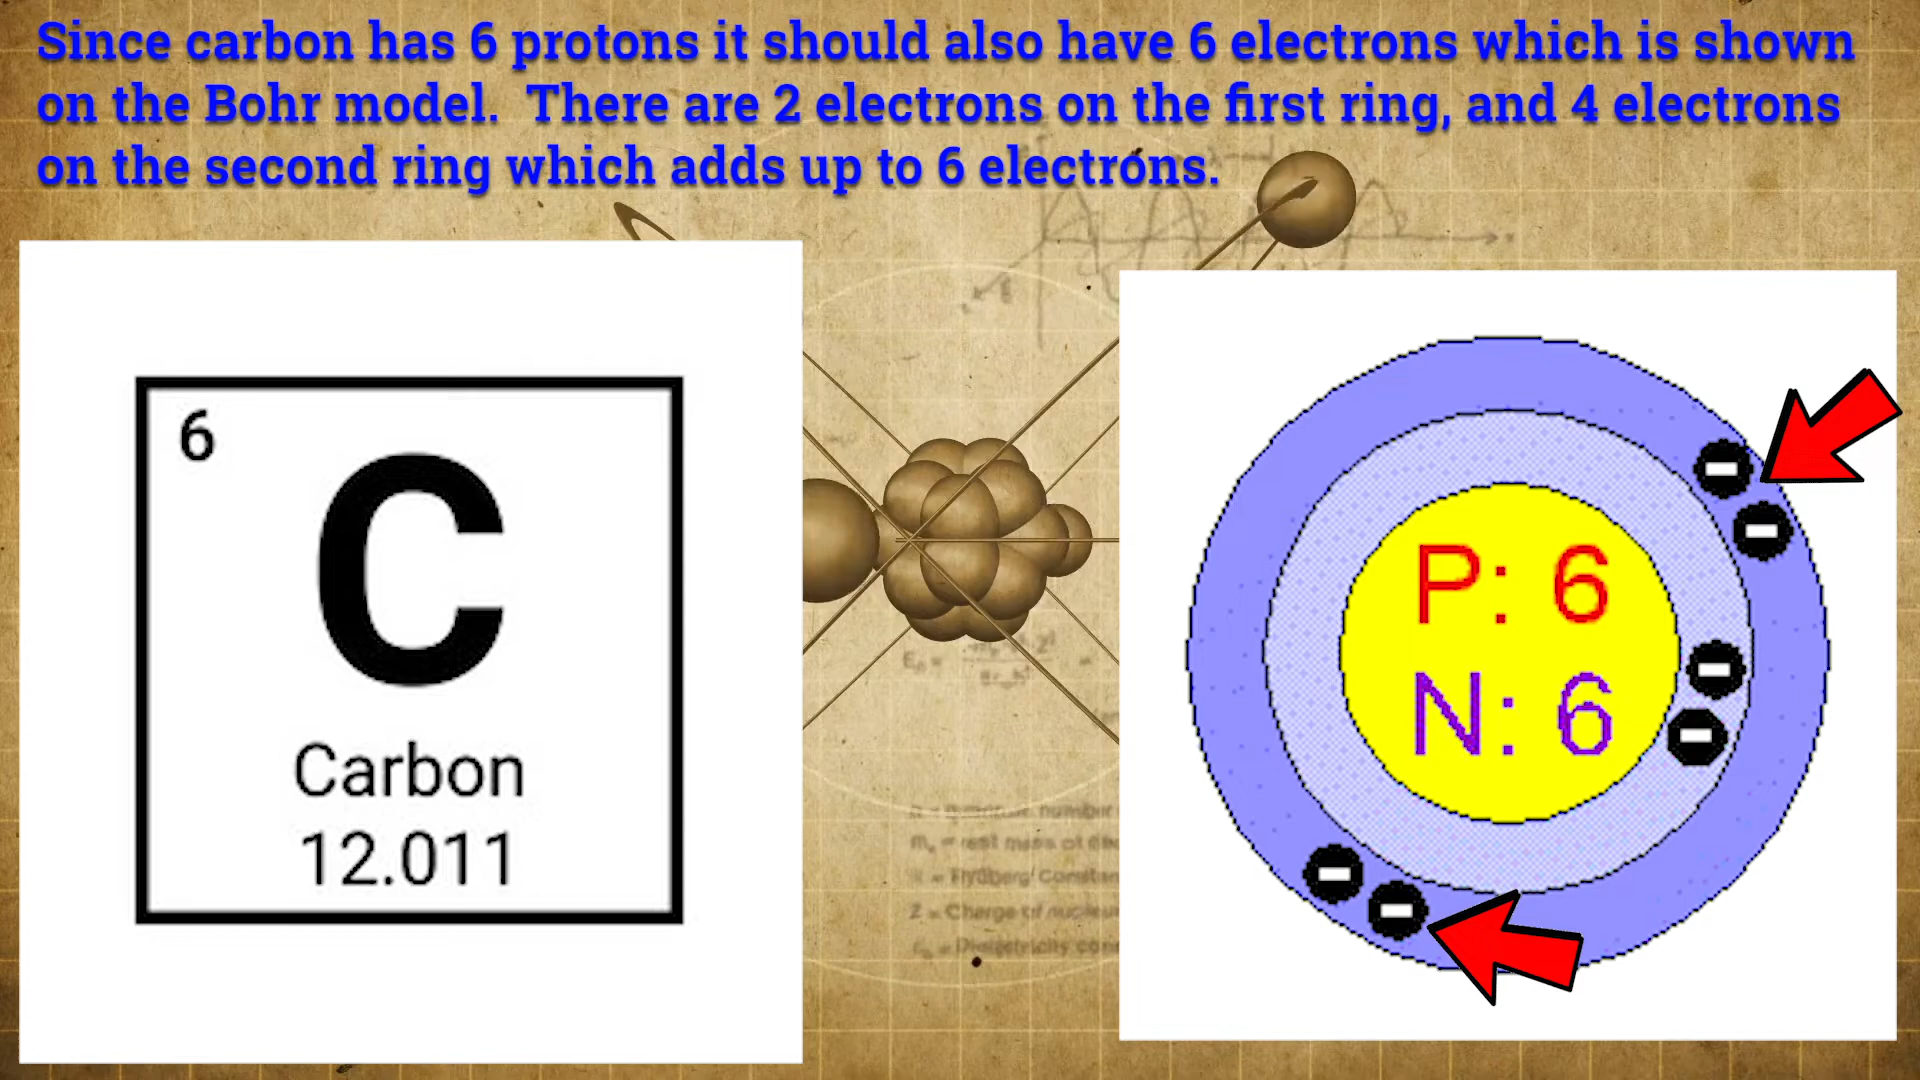 Since carbon has 6 protons it should also have 6 electrons which is shown
on the Bohr model. There are 2 electrons on the first ring, and 4 electrons
on the second ring which adds up to 6 electrons.
6
C
Carbon
12.011
P: 6
N: 6